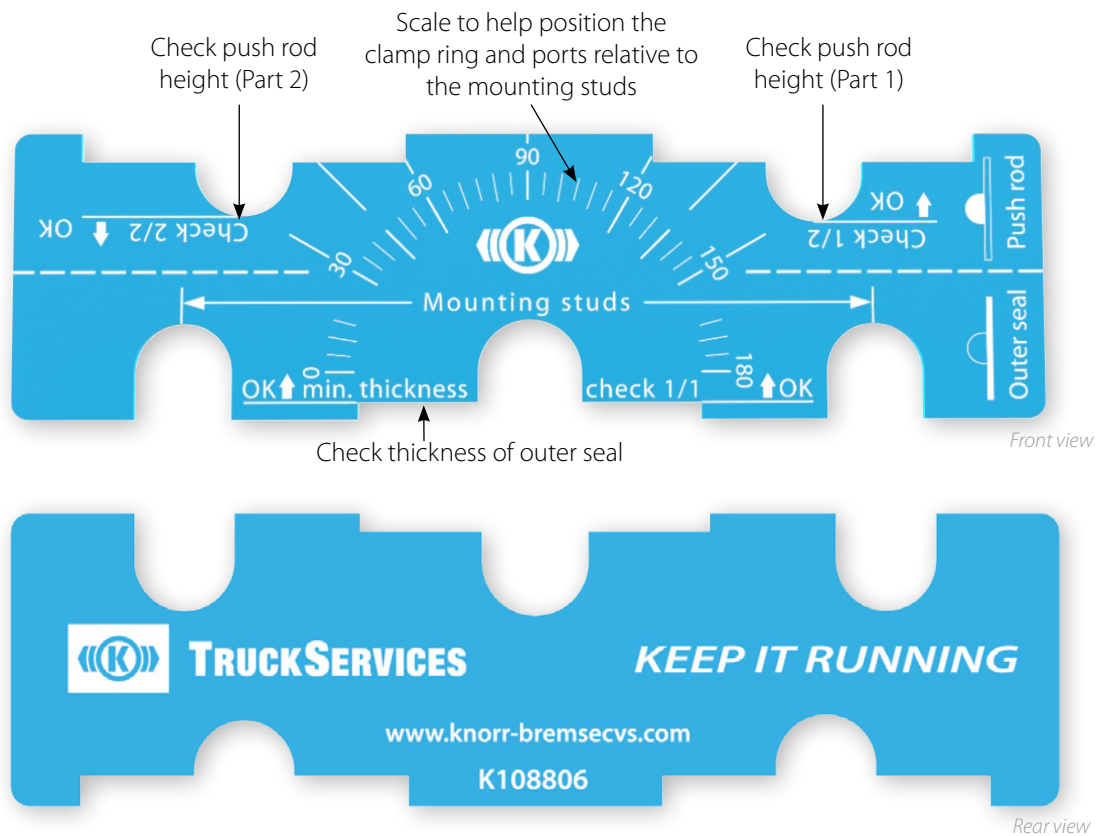 Scale to help position the
clamp ring and ports relative to
the mounting studs
Check push rod
height (Part 2)
Check push rod
height (Part 1)
90
60
120
30
150
0
180
OK
Check 2/2
K
OK
Check 1/2
Push rod
Mounting studs
Outer seal
OK min. thickness
check 1/1
OK
Check thickness of outer seal
Front view
K
TRUCKSERVICES
KEEP IT RUNNING
www.knorr-bremsecvs.com
K108806
Rear view